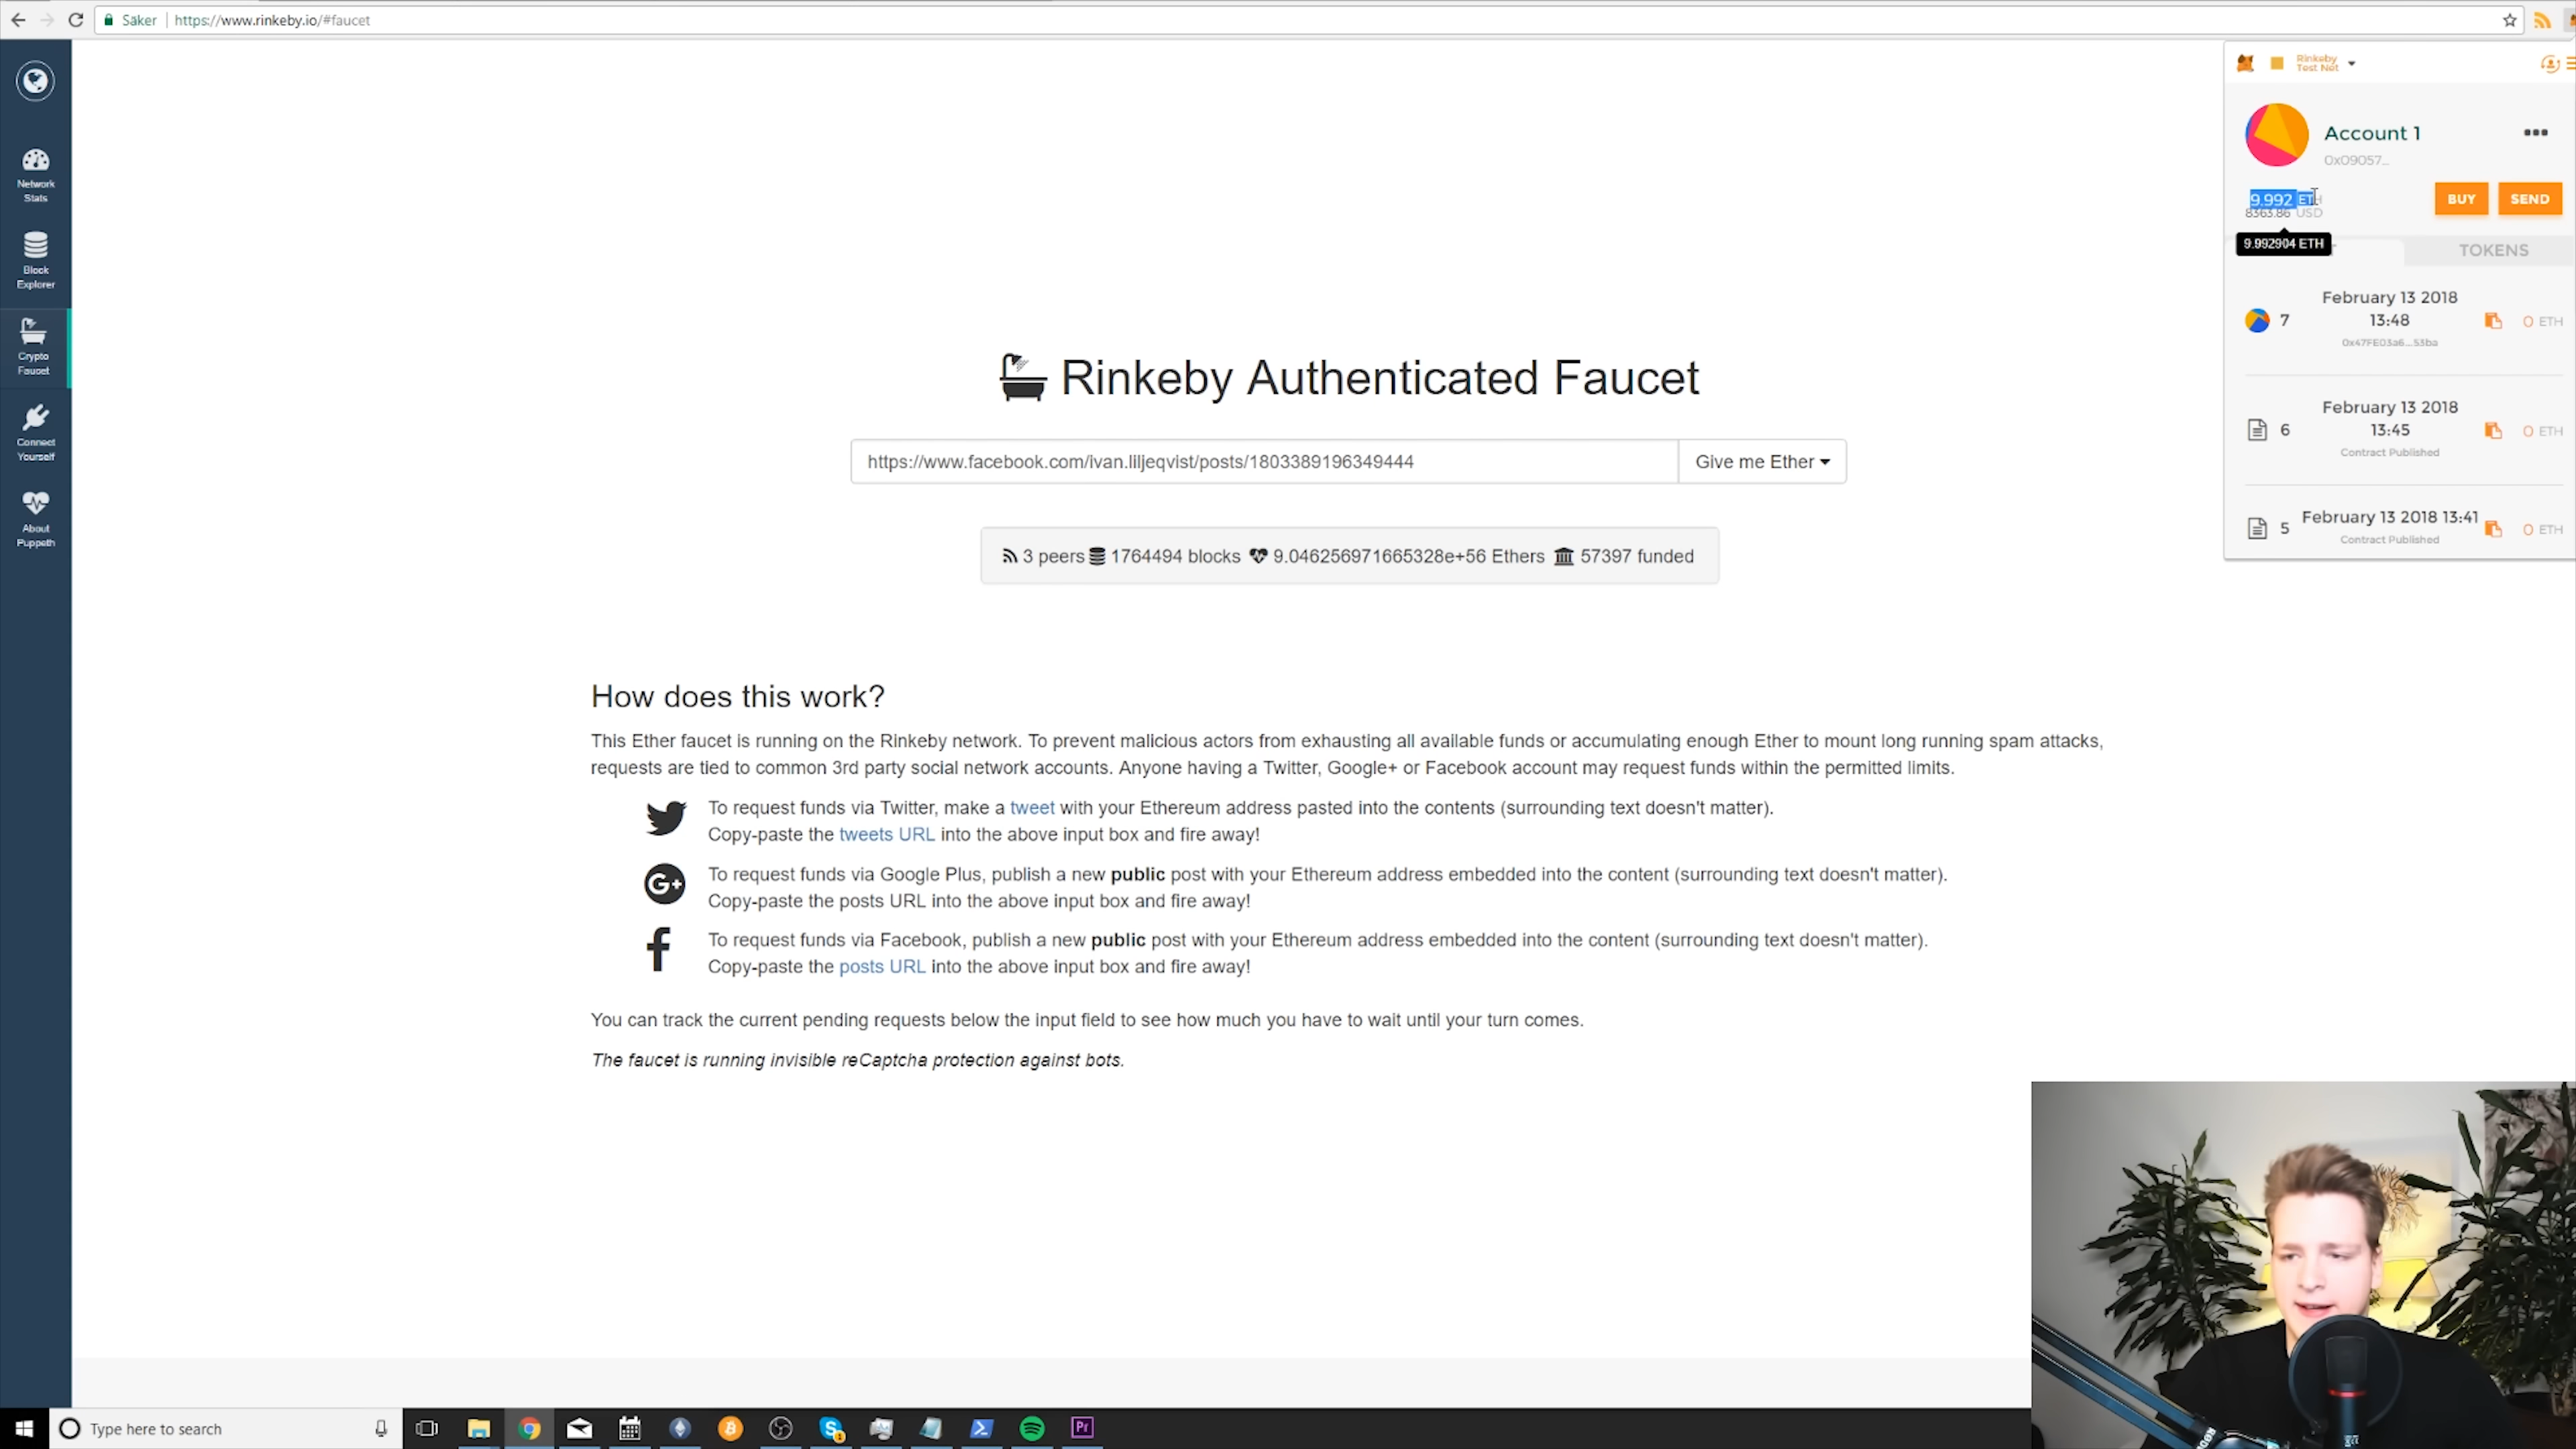 Säker
https://www.rinkeby.io/#faucet
Network
Stats
Block
Explorer
Crypto
Faucet
Connect
Yourself
About
Puppeth
Rinkeby Authenticated Faucet
https://www.facebook.com/ivan.liljeqvist/posts/1803389196349444
Give me Ether
3 peers 1764494 blocks 9.046256971665328e+56 Ethers 57397 funded
How does this work?
This Ether faucet is running on the Rinkeby network. To prevent malicious actors from exhausting all available funds or accumulating enough Ether to mount long running spam attacks,
requests are tied to common 3rd party social network accounts. Anyone having a Twitter, Google+ or Facebook account may request funds within the permitted limits.
To request funds via Twitter, make a tweet with your Ethereum address pasted into the contents (surrounding text doesn't matter).
Copy-paste the tweets URL into the above input box and fire away!
G+
To request funds via Google Plus, publish a new public post with your Ethereum address embedded into the content (surrounding text doesn't matter).
Copy-paste the posts URL into the above input box and fire away!
To request funds via Facebook, publish a new public post with your Ethereum address embedded into the content (surrounding text doesn't matter).
Copy-paste the posts URL into the above input box and fire away!
You can track the current pending requests below the input field to see how much you have to wait until your turn comes.
The faucet is running invisible reCaptcha protection against bots.
Rinkeby
Test Net
Account 1
0x09057...
9.992 ETH
8363.86 USD
BUY
SEND
9.992904 ETH
TOKENS
7
February 13 2018
13:48
0x47FE03a6...53ba
0 ETH
6
February 13 2018
13:45
Contract Published
0 ETH
5
February 13 2018 13:41
Contract Published
0 ETH
Type here to search
Pr